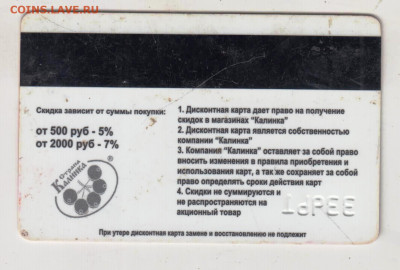 COINS.LAVE.RU
Скидка зависит от суммы покупки:
от 500 руб - 5%
от 2000 руб - 7%
КАЛИНКА
®
1. Дисконтная карта дает право на получение
скидок в магазинах "Калинка"
2. Дисконтная карта является собственностью
компании "Калинка"
3. Компания "Калинка" оставляет за собой право
вносить изменения в правила приобретения и
использования карт, а так же сохраняет за собой
право определять сроки действия карт
4. Скидки не суммируются и
не распространяются на
акционный товар
При утере дисконтная карта замене и восстановлению не подлежит